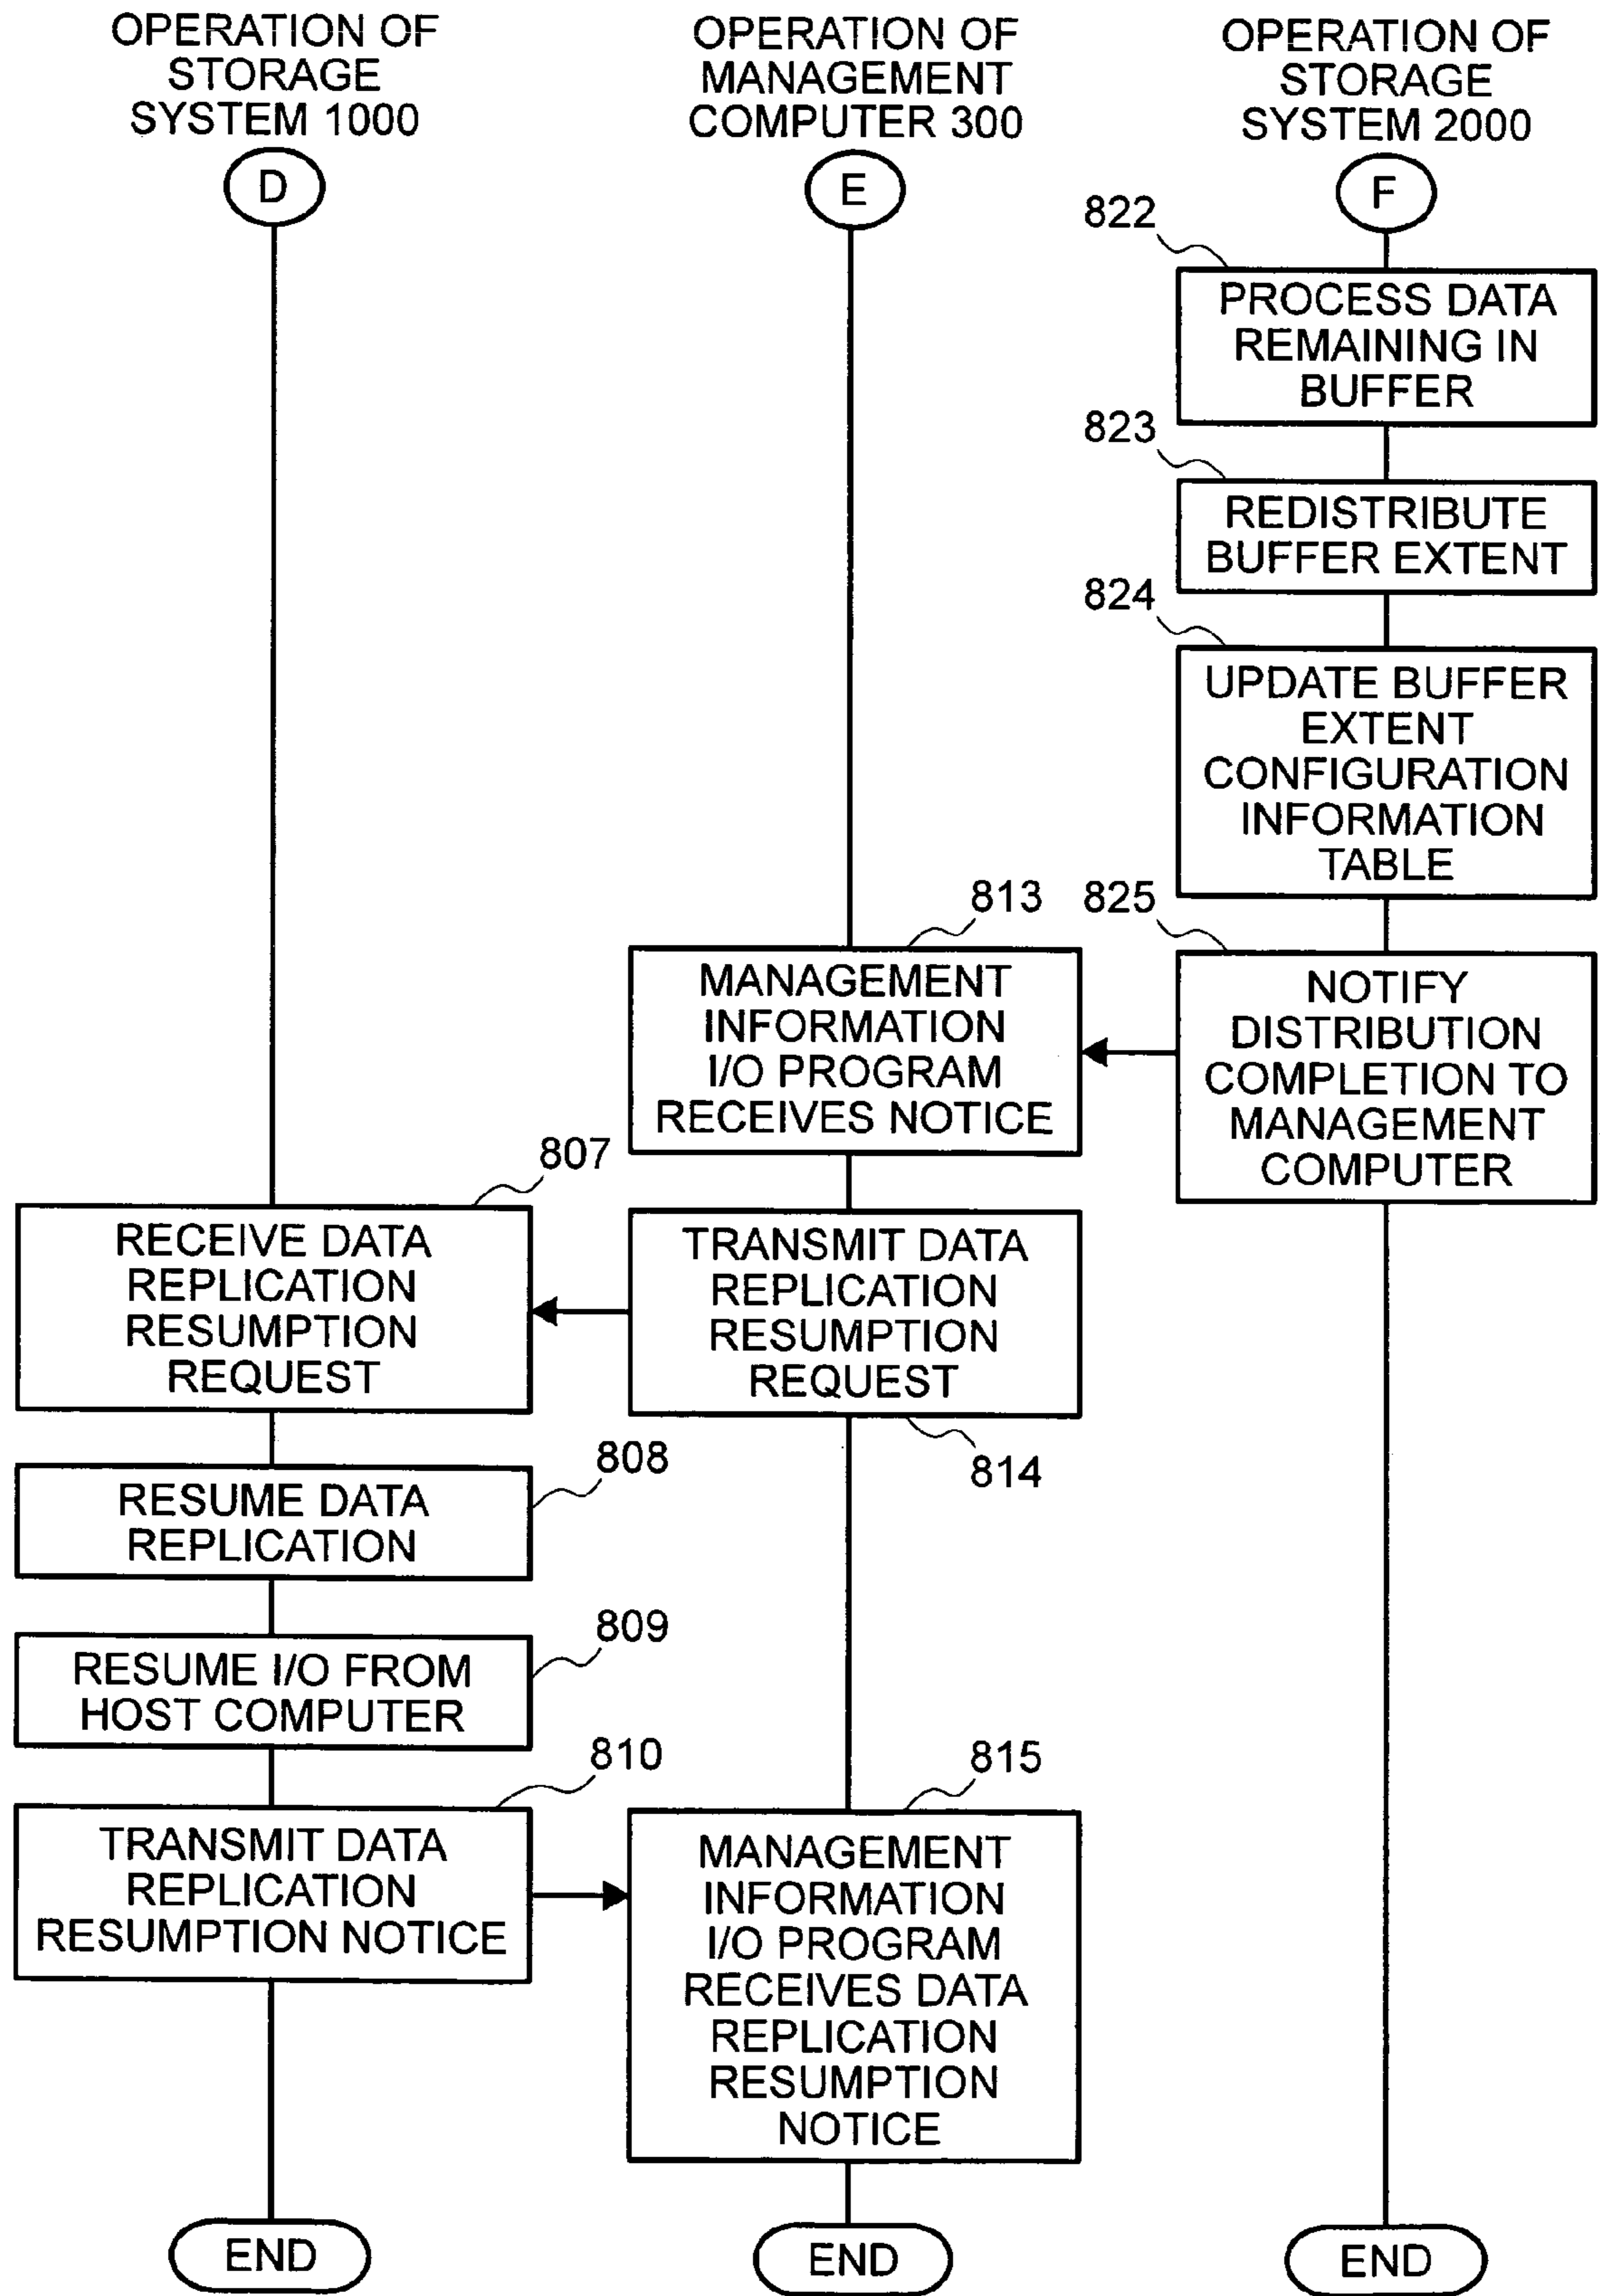 OPERATION OF
STORAGE
SYSTEM 1000
D
OPERATION OF
MANAGEMENT
COMPUTER 300
E
OPERATION OF
STORAGE
SYSTEM 2000
F
822
PROCESS DATA
REMAINING IN
BUFFER
823
REDISTRIBUTE
BUFFER EXTENT
824
UPDATE BUFFER
EXTENT
CONFIGURATION
INFORMATION
TABLE
825
NOTIFY
DISTRIBUTION
COMPLETION TO
MANAGEMENT
COMPUTER
813
MANAGEMENT
INFORMATION
I/O PROGRAM
RECEIVES NOTICE
TRANSMIT DATA
REPLICATION
RESUMPTION
REQUEST
814
807
RECEIVE DATA
REPLICATION
RESUMPTION
REQUEST
808
RESUME DATA
REPLICATION
809
RESUME I/O FROM
HOST COMPUTER
810
TRANSMIT DATA
REPLICATION
RESUMPTION NOTICE
815
MANAGEMENT
INFORMATION
I/O PROGRAM
RECEIVES DATA
REPLICATION
RESUMPTION
NOTICE
END
END
END